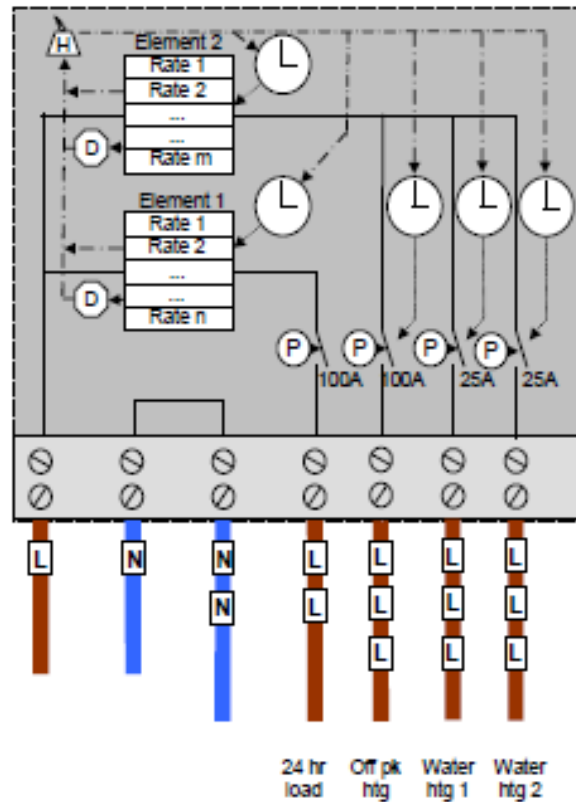 H
Element 2
Rate 1
Rate 2
...
...
Rate m
D
Element 1
Rate 1
Rate 2
...
...
Rate n
D
P P P P
100A 100A 25A 25A
L N N L L L L
N L L L L
L L L
24 hr load
Off pk htg
Water htg 1
Water htg 2